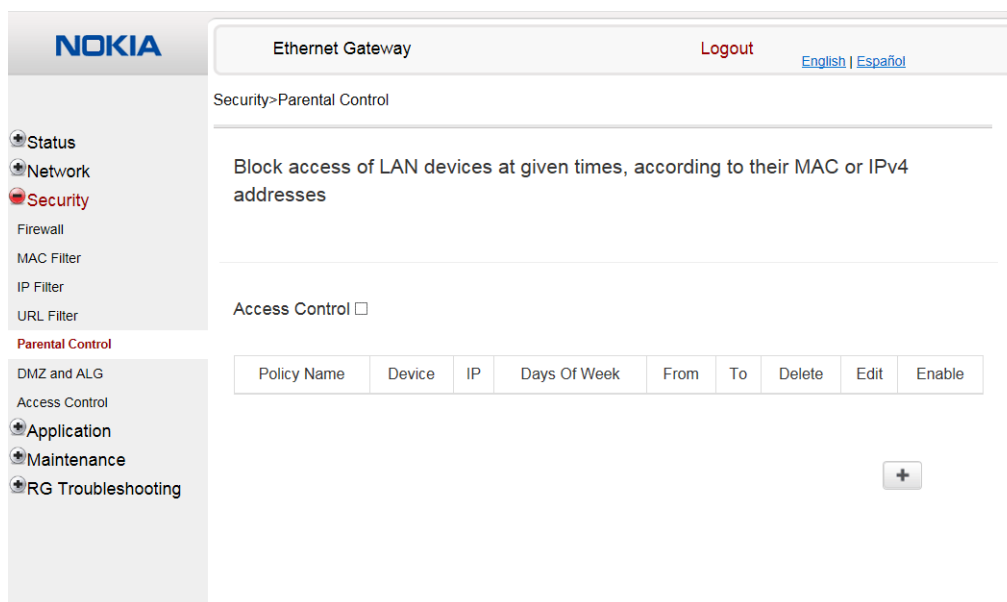 NOKIA
Ethernet Gateway
Logout
English | Español
Security>Parental Control
Status
Network
Security
Firewall
MAC Filter
IP Filter
URL Filter
Parental Control
DMZ and ALG
Access Control
Application
Maintenance
RG Troubleshooting
Block access of LAN devices at given times, according to their MAC or IPv4
addresses
Access Control
Policy Name Device IP Days Of Week From To Delete Edit Enable